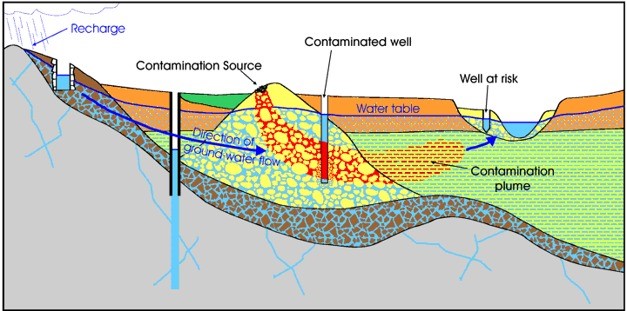 Recharge
Contaminated well
Contamination Source
Well at risk
Water table
Direction of
ground water flow
Contamination
plume